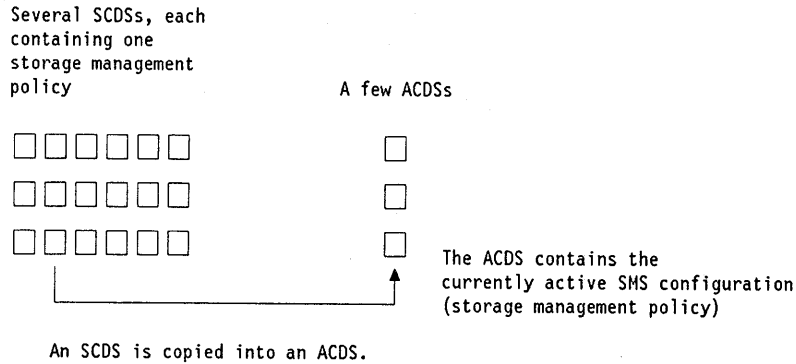 Several SCDSs, each
containing one
storage management
policy
A few ACDSs
The ACDS contains the
currently active SMS configuration
(storage management policy)
An SCDS is copied into an ACDS.